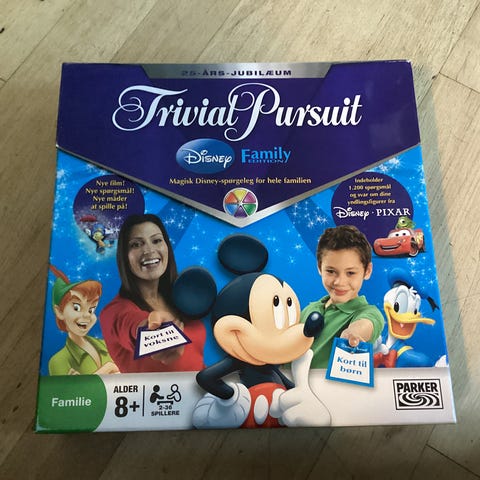 25-ÅRS-JUBILÆUM
Trivial Pursuit
Disney Family
EDITION
Magisk Disney-spørgeleg for hele familien
Nye film!
Nye spørgsmål!
Nye måder
at spille på!
Indeholder
1.200 spørgsmål
og svar om dine
yndlingsfigurer fra
Disney · PIXAR
Kort til
voksne
Kort til
børn
Familie
ALDER
8+
2-36
SPILLERE
PARKER